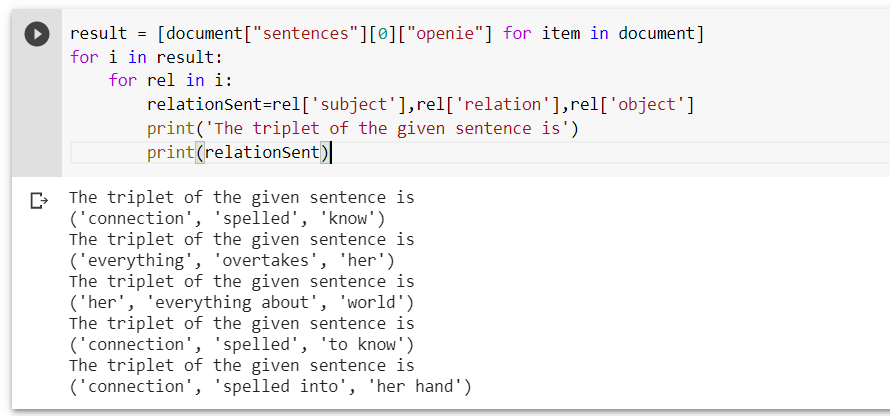 result = [document["sentences"][0]["openie"] for item in document]
for i in result:
    for rel in i:
        relationSent=rel['subject'],rel['relation'],rel['object']
        print('The triplet of the given sentence is')
        print(relationSent)
The triplet of the given sentence is
('connection', 'spelled', 'know')
The triplet of the given sentence is
('everything', 'overtakes', 'her')
The triplet of the given sentence is
('her', 'everything about', 'world')
The triplet of the given sentence is
('connection', 'spelled', 'to know')
The triplet of the given sentence is
('connection', 'spelled into', 'her hand')